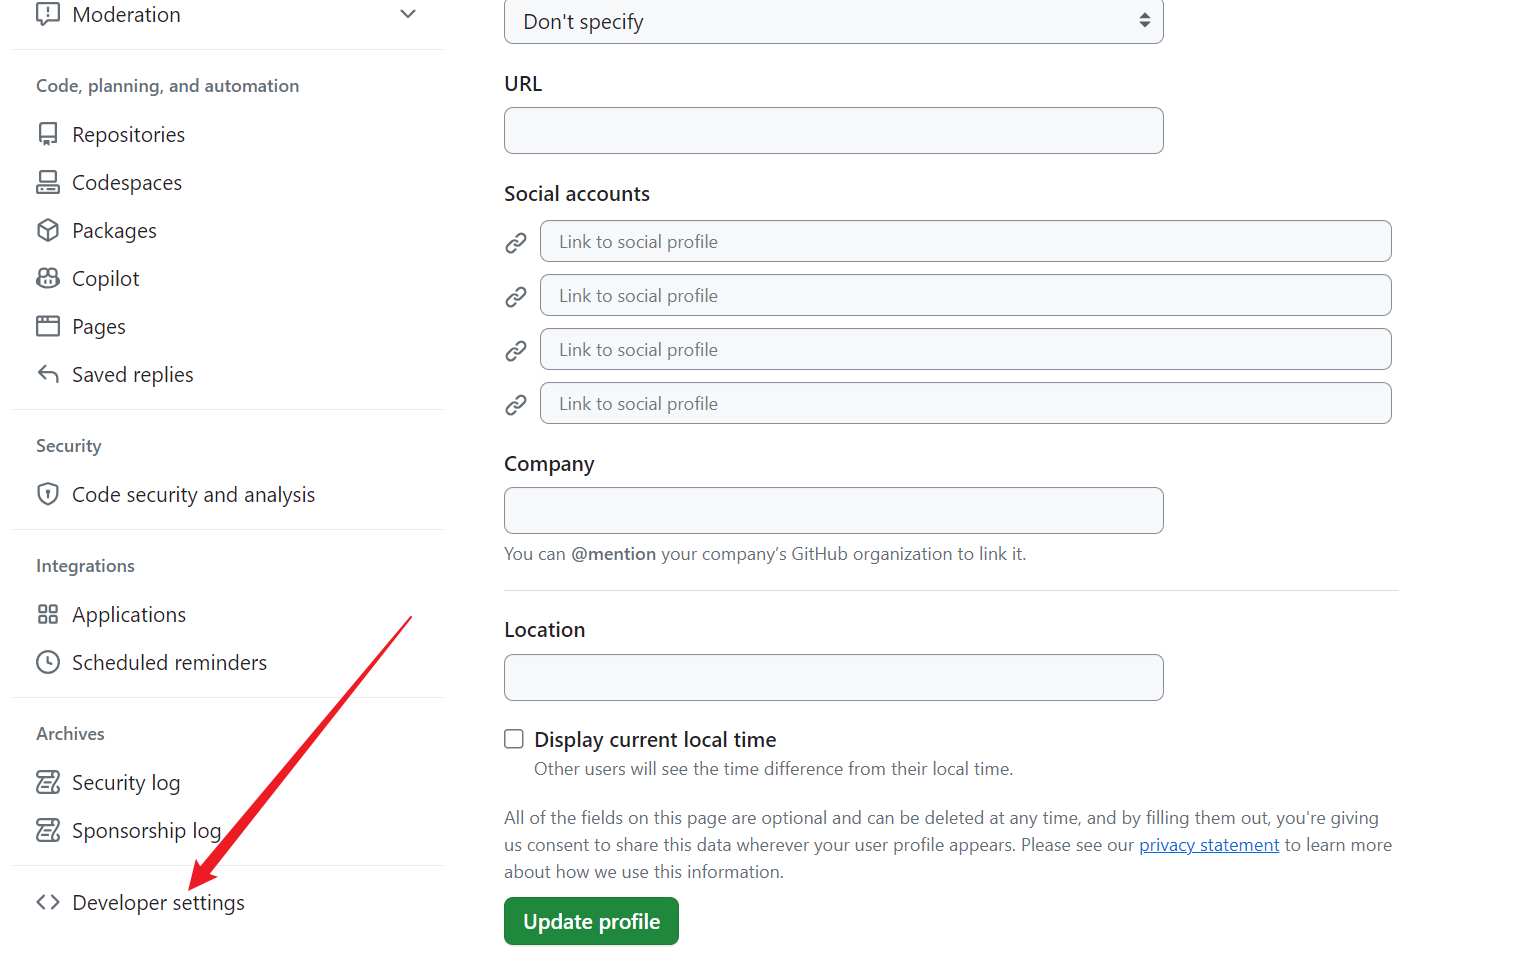 Moderation
Code, planning, and automation
Repositories
Codespaces
Packages
Copilot
Pages
Saved replies
Security
Code security and analysis
Integrations
Applications
Scheduled reminders
Archives
Security log
Sponsorship log
Developer settings
Don't specify
URL
Social accounts
Link to social profile
Link to social profile
Link to social profile
Link to social profile
Company
You can @mention your company’s GitHub organization to link it.
Location
Display current local time
Other users will see the time difference from their local time.
All of the fields on this page are optional and can be deleted at any time, and by filling them out, you're giving
us consent to share this data wherever your user profile appears. Please see our privacy statement to learn more
about how we use this information.
Update profile